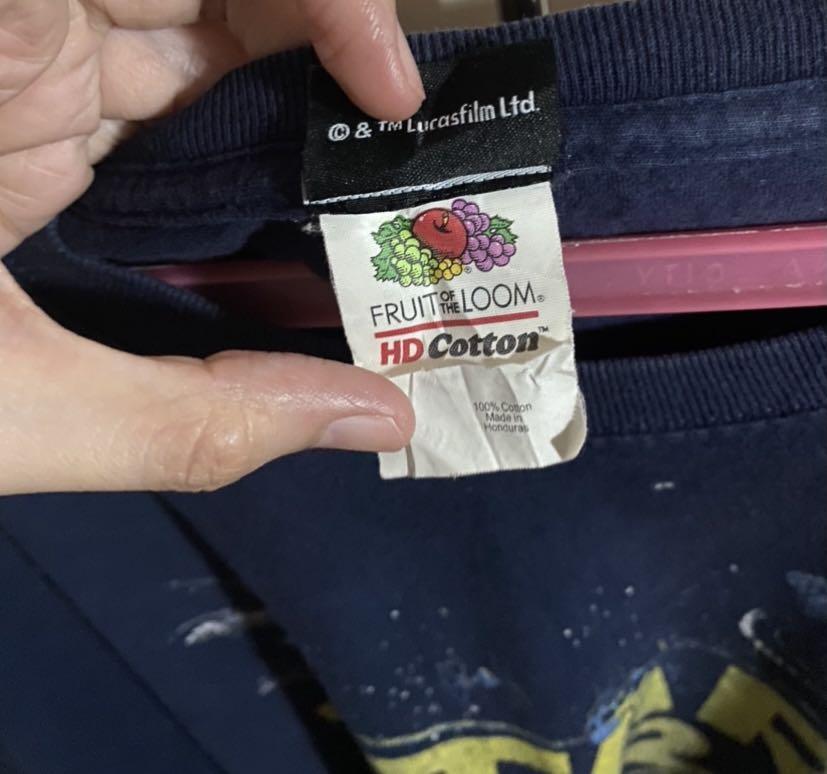 © & ™ Lucasfilm Ltd.
FRUIT OF THE LOOM®
HD Cotton™
100% Cotton
Made in
Honduras